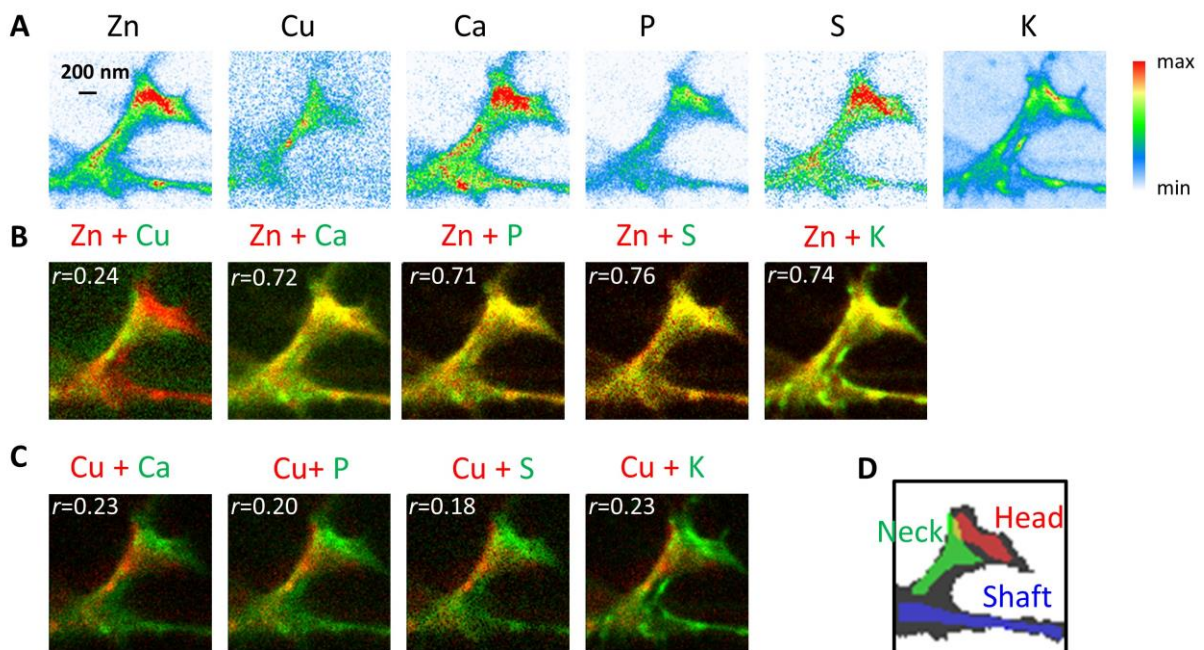 A
Zn
Cu
Ca
P
S
K
200 nm
max
min
B
Zn + Cu
Zn + Ca
Zn + P
Zn + S
Zn + K
r=0.24
r=0.72
r=0.71
r=0.76
r=0.74
C
Cu + Ca
Cu+ P
Cu + S
Cu + K
D
r=0.23
r=0.20
r=0.18
r=0.23
Neck
Head
Shaft